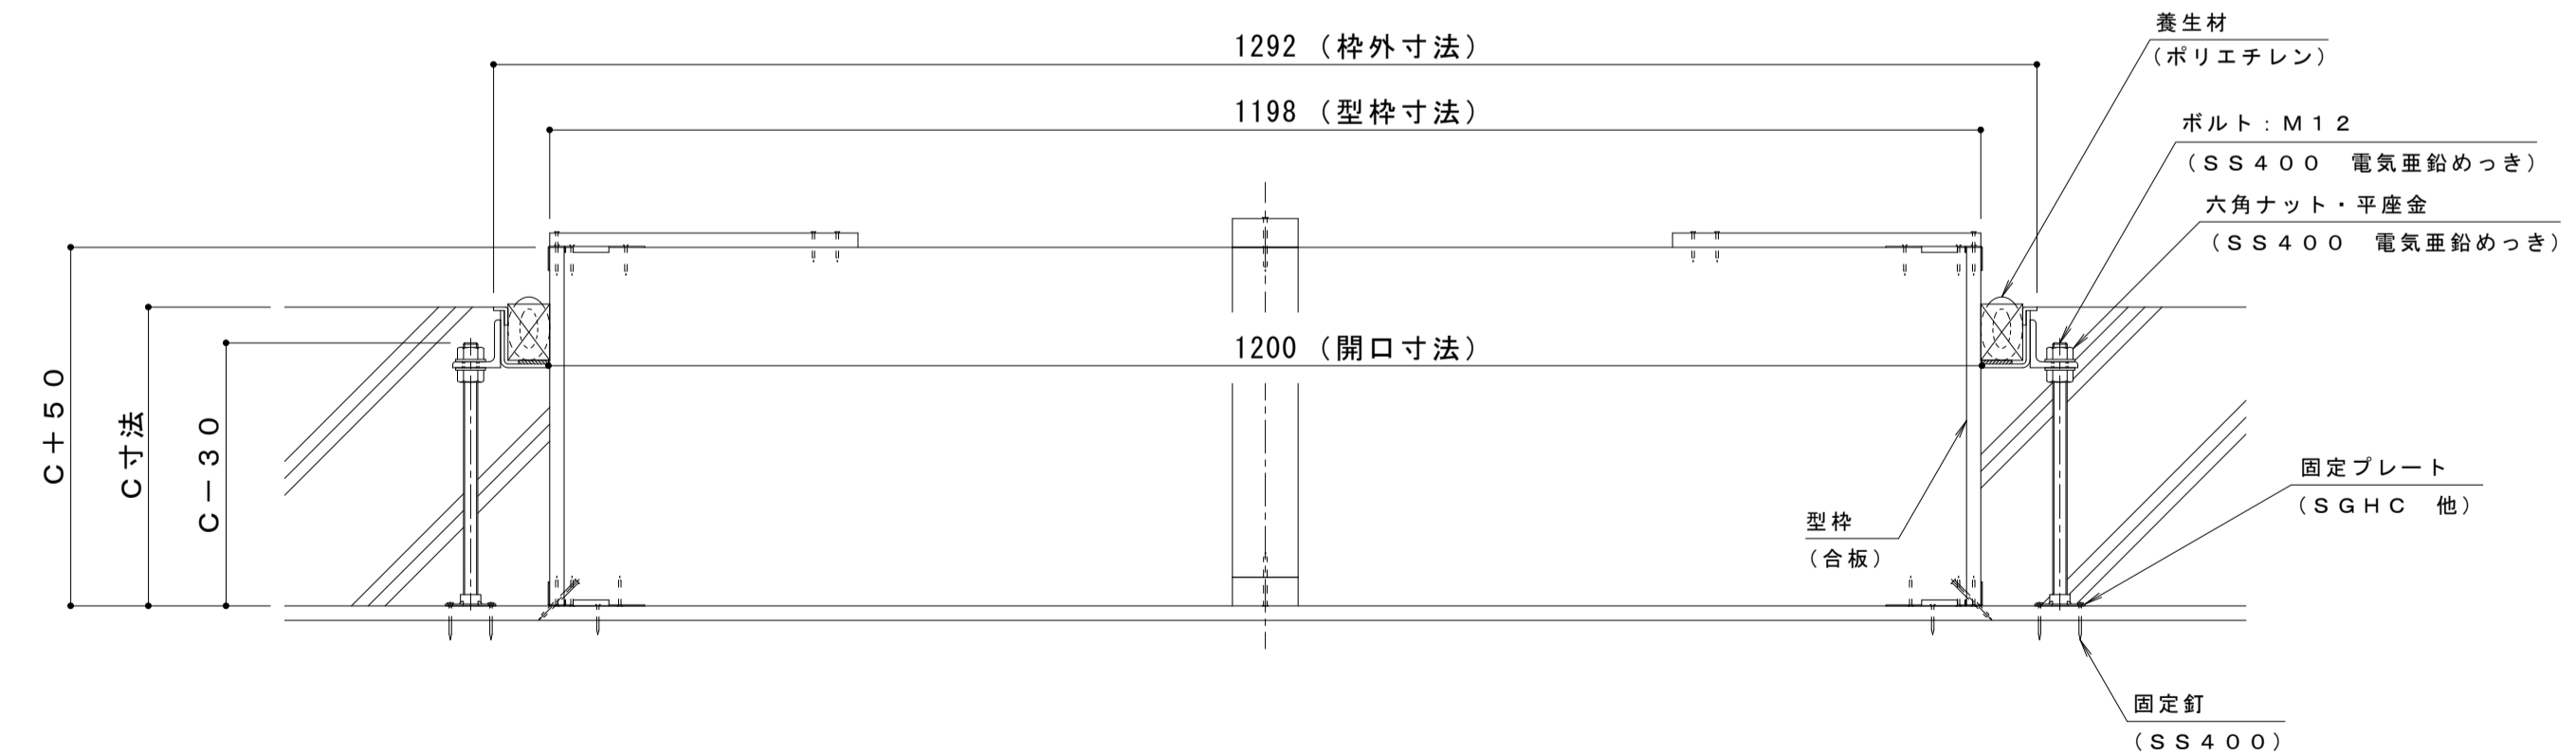 1292（枠外寸法）
1198（型枠寸法）
1200（開口寸法）
C＋50
C寸法
C－30
養生材
（ポリエチレン）
ボルト：M12
（SS400　電気亜鉛めっき）
六角ナット・平座金
（SS400　電気亜鉛めっき）
型枠
（合板）
固定プレート
（SGHC　他）
固定釘
（SS400）